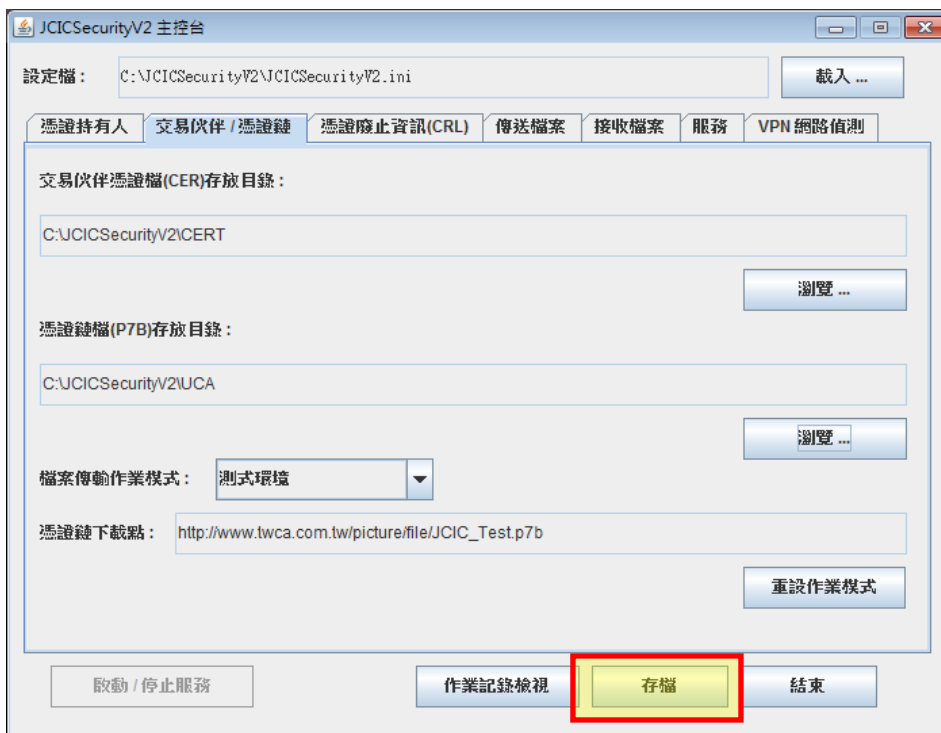 JCICSecurityV2 主控台
設定檔： C:\JCICSecurityV2\JCICSecurityV2.ini 載入 ...
憑證持有人 交易伙伴 / 憑證鏈 憑證廢止資訊(CRL) 傳送檔案 接收檔案 服務 VPN 網路偵測
交易伙伴憑證檔(CER)存放目錄：
C:\JCICSecurityV2\CERT
瀏覽 ...
憑證鏈檔(P7B)存放目錄：
C:\JCICSecurityV2\UCA
瀏覽 ...
檔案傳輸作業模式： 測式環境
憑證鏈下載點： http://www.twca.com.tw/picture/file/JCIC_Test.p7b
重設作業模式
啟動 / 停止服務 作業記錄檢視 存檔 結束